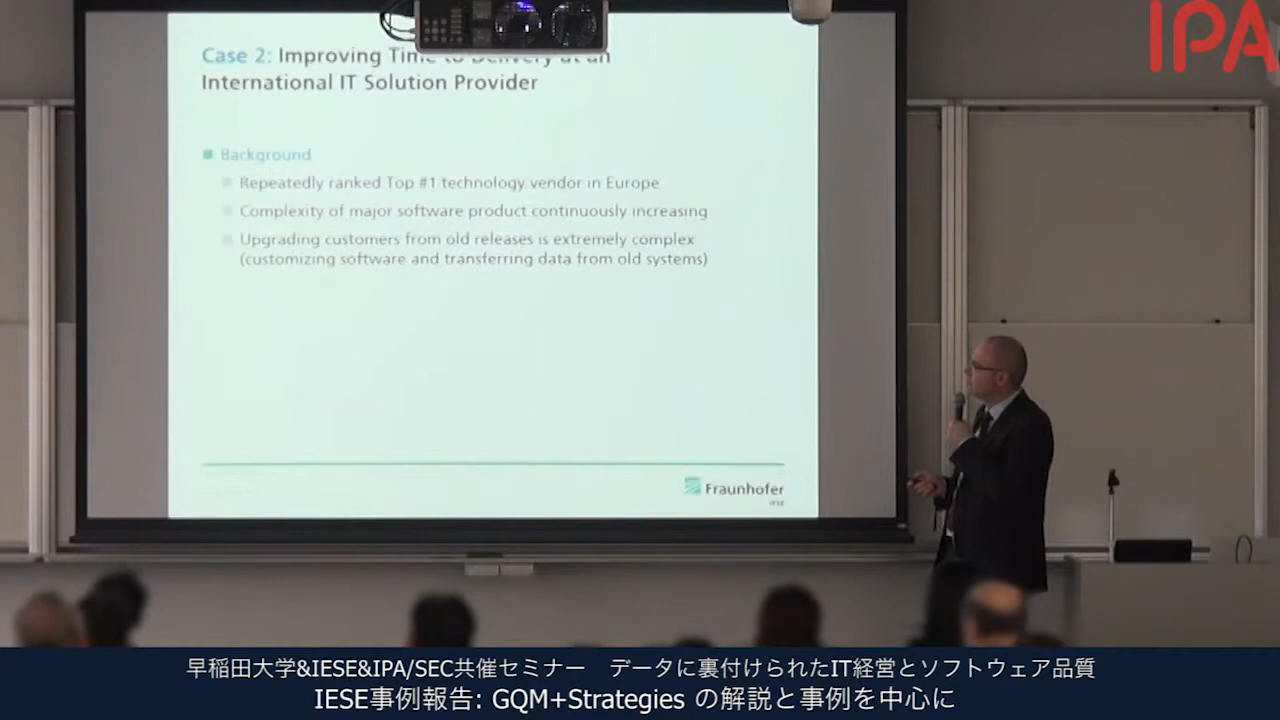 IPA
Case 2: Improving Time to Delivery at an
International IT Solution Provider
Background
Repeatedly ranked Top #1 technology vendor in Europe
Complexity of major software product continuously increasing
Upgrading customers from old releases is extremely complex
(customizing software and transferring data from old systems)
Fraunhofer
IESE
早稲田大学&IESE&IPA/SEC共催セミナー　データに裏付けられたIT経営とソフトウェア品質
IESE事例報告: GQM+Strategies の解説と事例を中心に